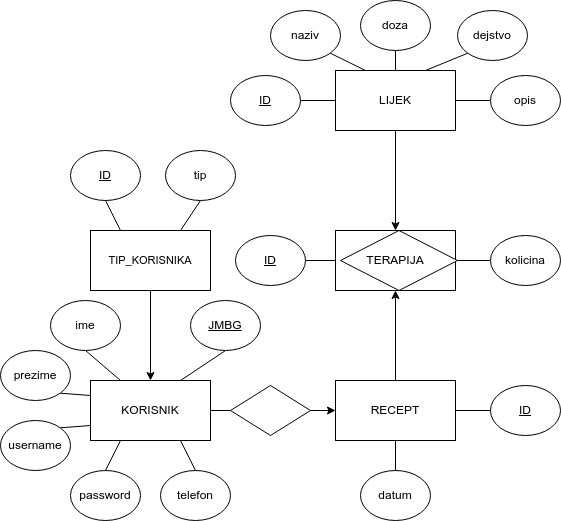 doza
naziv
dejstvo
ID
LIJEK
opis
ID
tip
TIP_KORISNIKA
ID
TERAPIJA
kolicina
ime
JMBG
prezime
KORISNIK
RECEPT
ID
username
password
telefon
datum